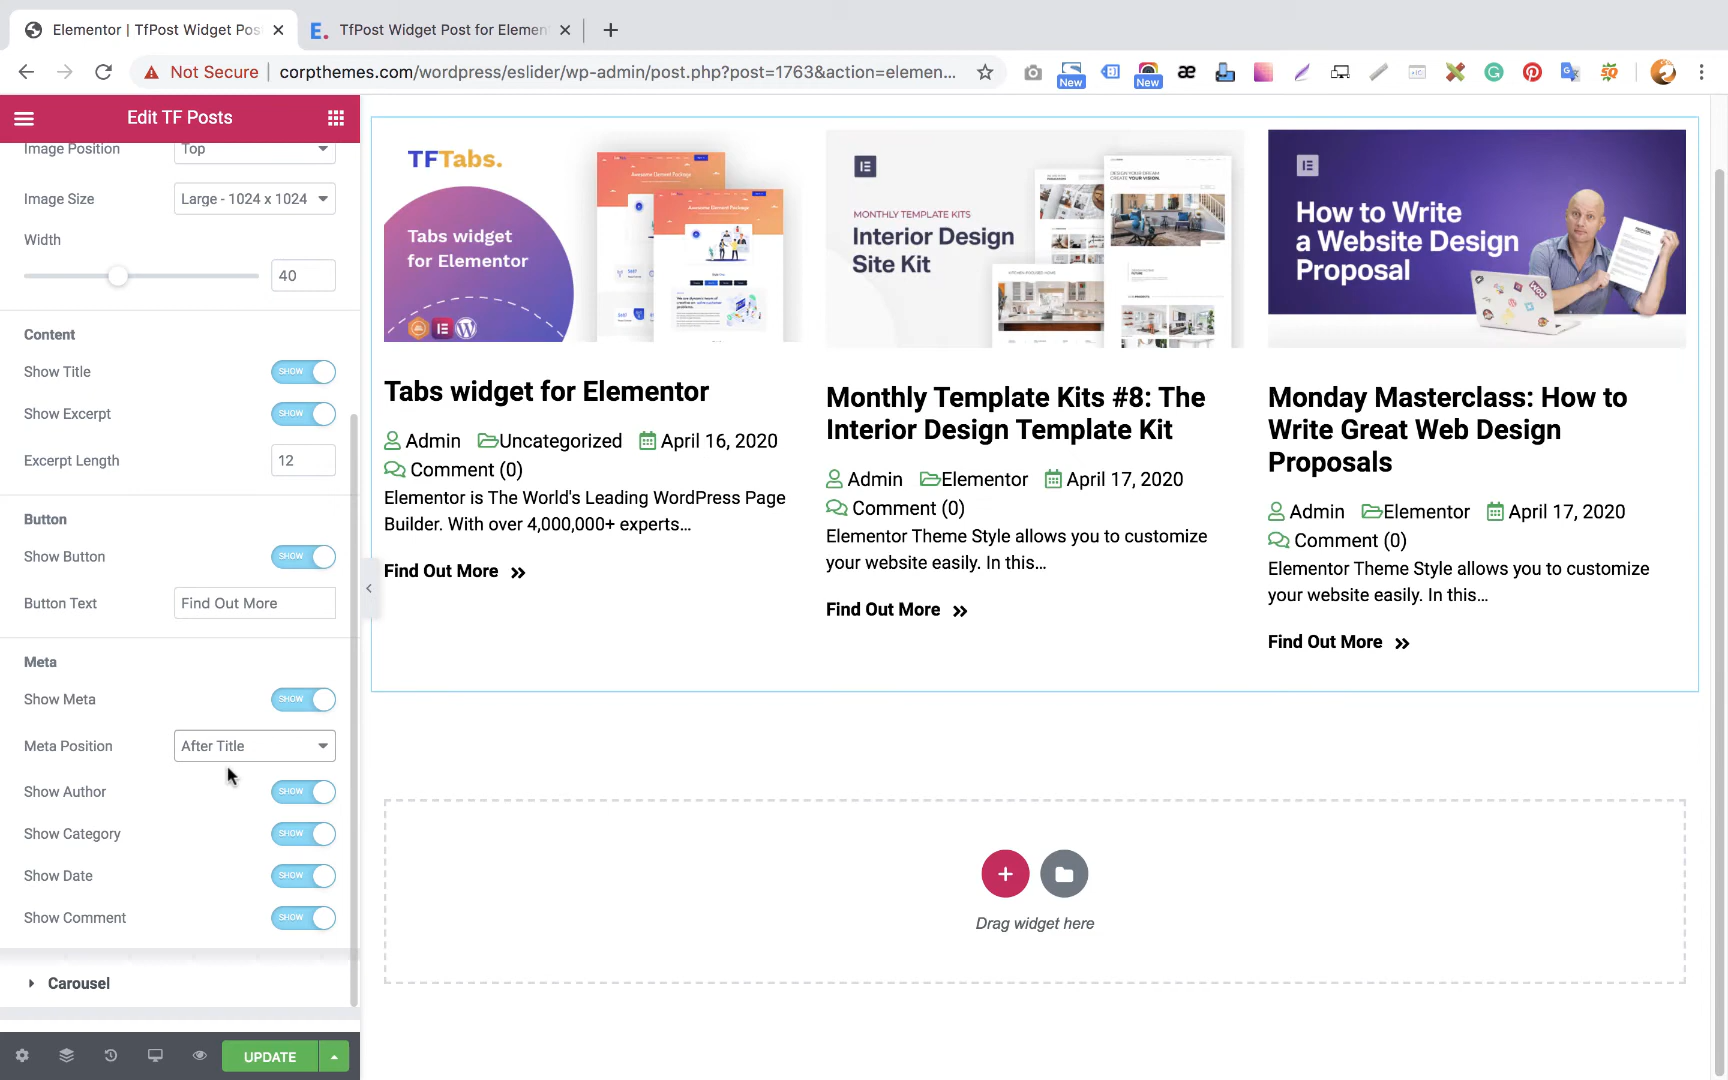 Elementor | TfPost Widget Pos
TfPost Widget Post for Elemen
Not Secure
corpthemes.com/wordpress/eslider/wp-admin/post.php?post=1763&action=elemen...
New
New
Edit TF Posts
Image Position
Top
Image Size
Large - 1024 x 1024
Width
40
Content
Show Title
SHOW
Show Excerpt
SHOW
Excerpt Length
12
Button
Show Button
SHOW
Button Text
Find Out More
Meta
Show Meta
SHOW
Meta Position
After Title
Show Author
SHOW
Show Category
SHOW
Show Date
SHOW
Show Comment
SHOW
Carousel
UPDATE
TFTabs.
Tabs widget
for Elementor
Tabs widget for Elementor
Admin Uncategorized April 16, 2020
Comment (0)
Elementor is The World's Leading WordPress Page
Builder. With over 4,000,000+ experts...
Find Out More
MONTHLY TEMPLATE KITS
Interior Design
Site Kit
Monthly Template Kits #8: The
Interior Design Template Kit
Admin Elementor April 17, 2020
Comment (0)
Elementor Theme Style allows you to customize
your website easily. In this...
Find Out More
How to Write
a Website Design
Proposal
Monday Masterclass: How to
Write Great Web Design
Proposals
Admin Elementor April 17, 2020
Comment (0)
Elementor Theme Style allows you to customize
your website easily. In this...
Find Out More
Drag widget here